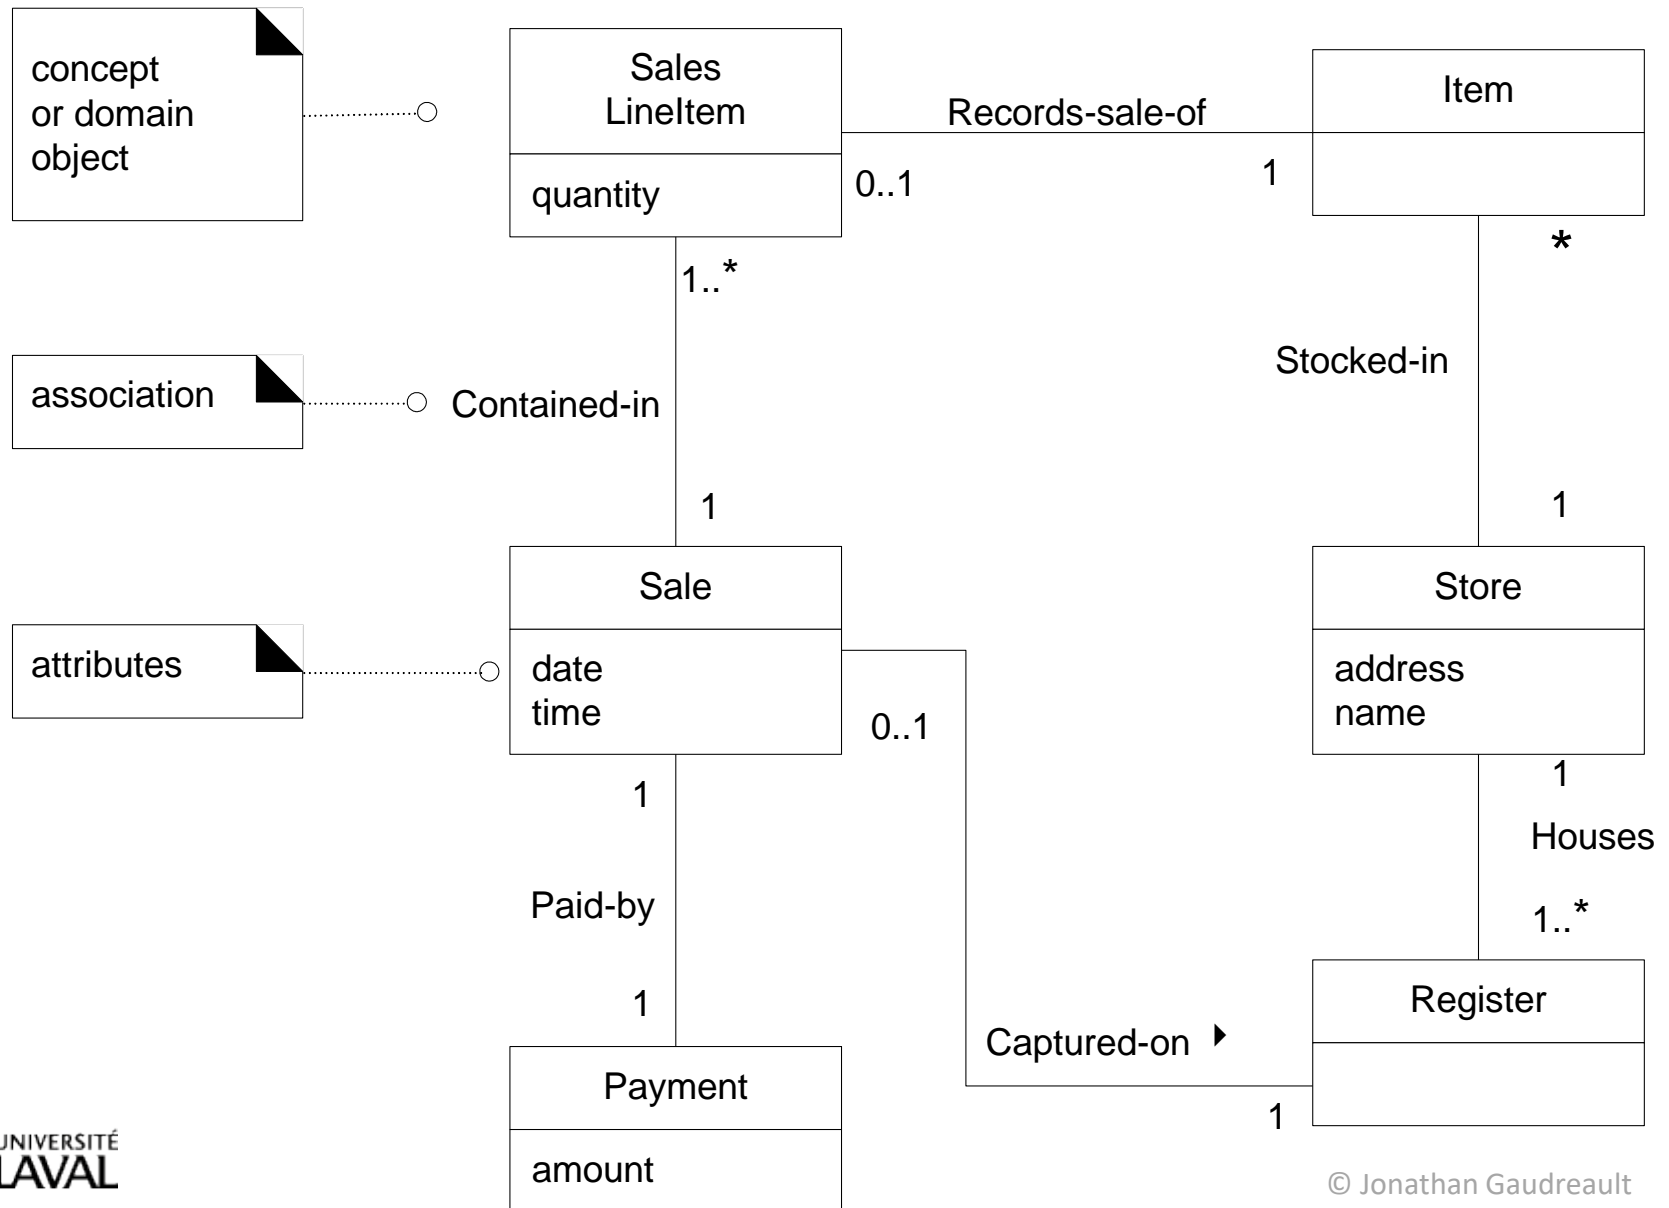 concept
or domain
object
Sales
LineItem
quantity
Records-sale-of
0..1
1
Item
*
1..*
association
Contained-in
Stocked-in
1
1
Sale
date
time
attributes
0..1
Store
address
name
1
1
Houses
Paid-by
1..*
1
Register
Captured-on
1
Payment
amount
UNIVERSITÉ
LAVAL
© Jonathan Gaudreault